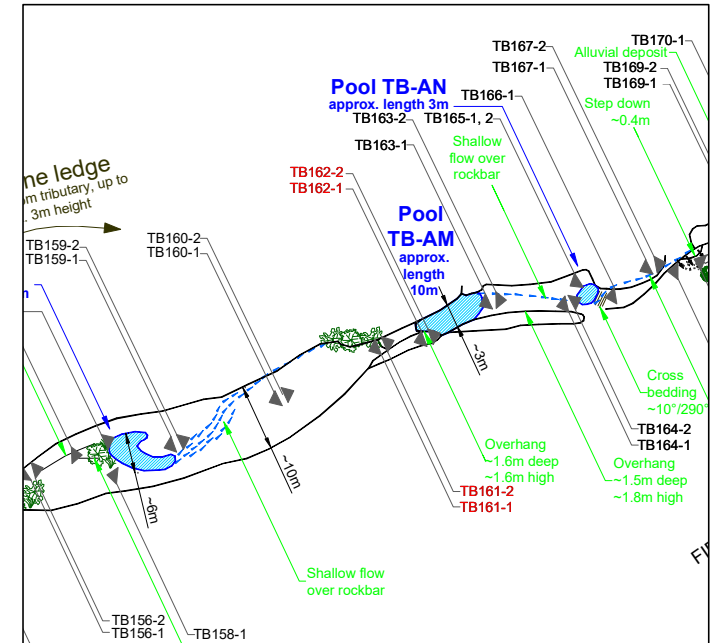 TB170-1
TB167-2
Alluvial deposit
TB167-1
TB169-2
TB169-1
Pool TB-AN
approx. length 3m
TB166-1
Step down
~0.4m
TB163-2
TB165-1, 2
TB163-1
Shallow
flow over
rockbar
ne ledge
m tributary, up to
. 3m height
TB162-2
TB162-1
Pool
TB-AM
approx.
length
10m
TB159-2
TB159-1
TB160-2
TB160-1
~3m
Cross
bedding
~10°/290°
TB164-2
TB164-1
Overhang
~1.6m deep
~1.6m high
Overhang
~1.5m deep
~1.8m high
~10m
~6m
TB161-2
TB161-1
Shallow flow
over rockbar
TB156-2
TB156-1
TB158-1